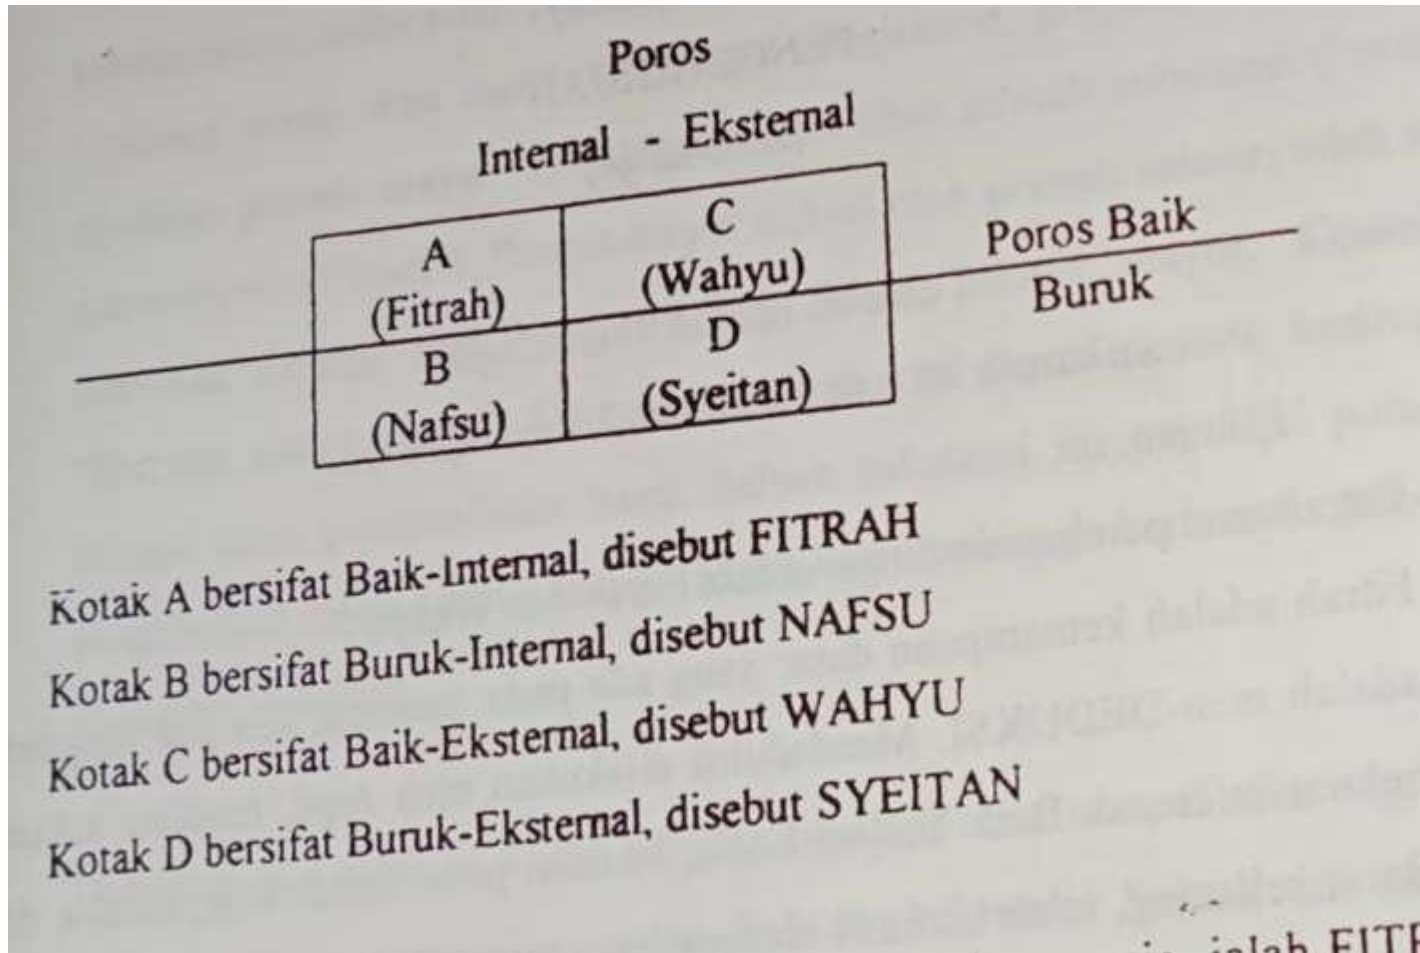 Poros
Internal - Eksternal
A
(Fitrah)
C
(Wahyu)
Poros Baik
Buruk
B
(Nafsu)
D
(Syeitan)
Kotak A bersifat Baik-Internal, disebut FITRAH
Kotak B bersifat Buruk-Internal, disebut NAFSU
Kotak C bersifat Baik-Eksternal, disebut WAHYU
Kotak D bersifat Buruk-Eksternal, disebut SYEITAN